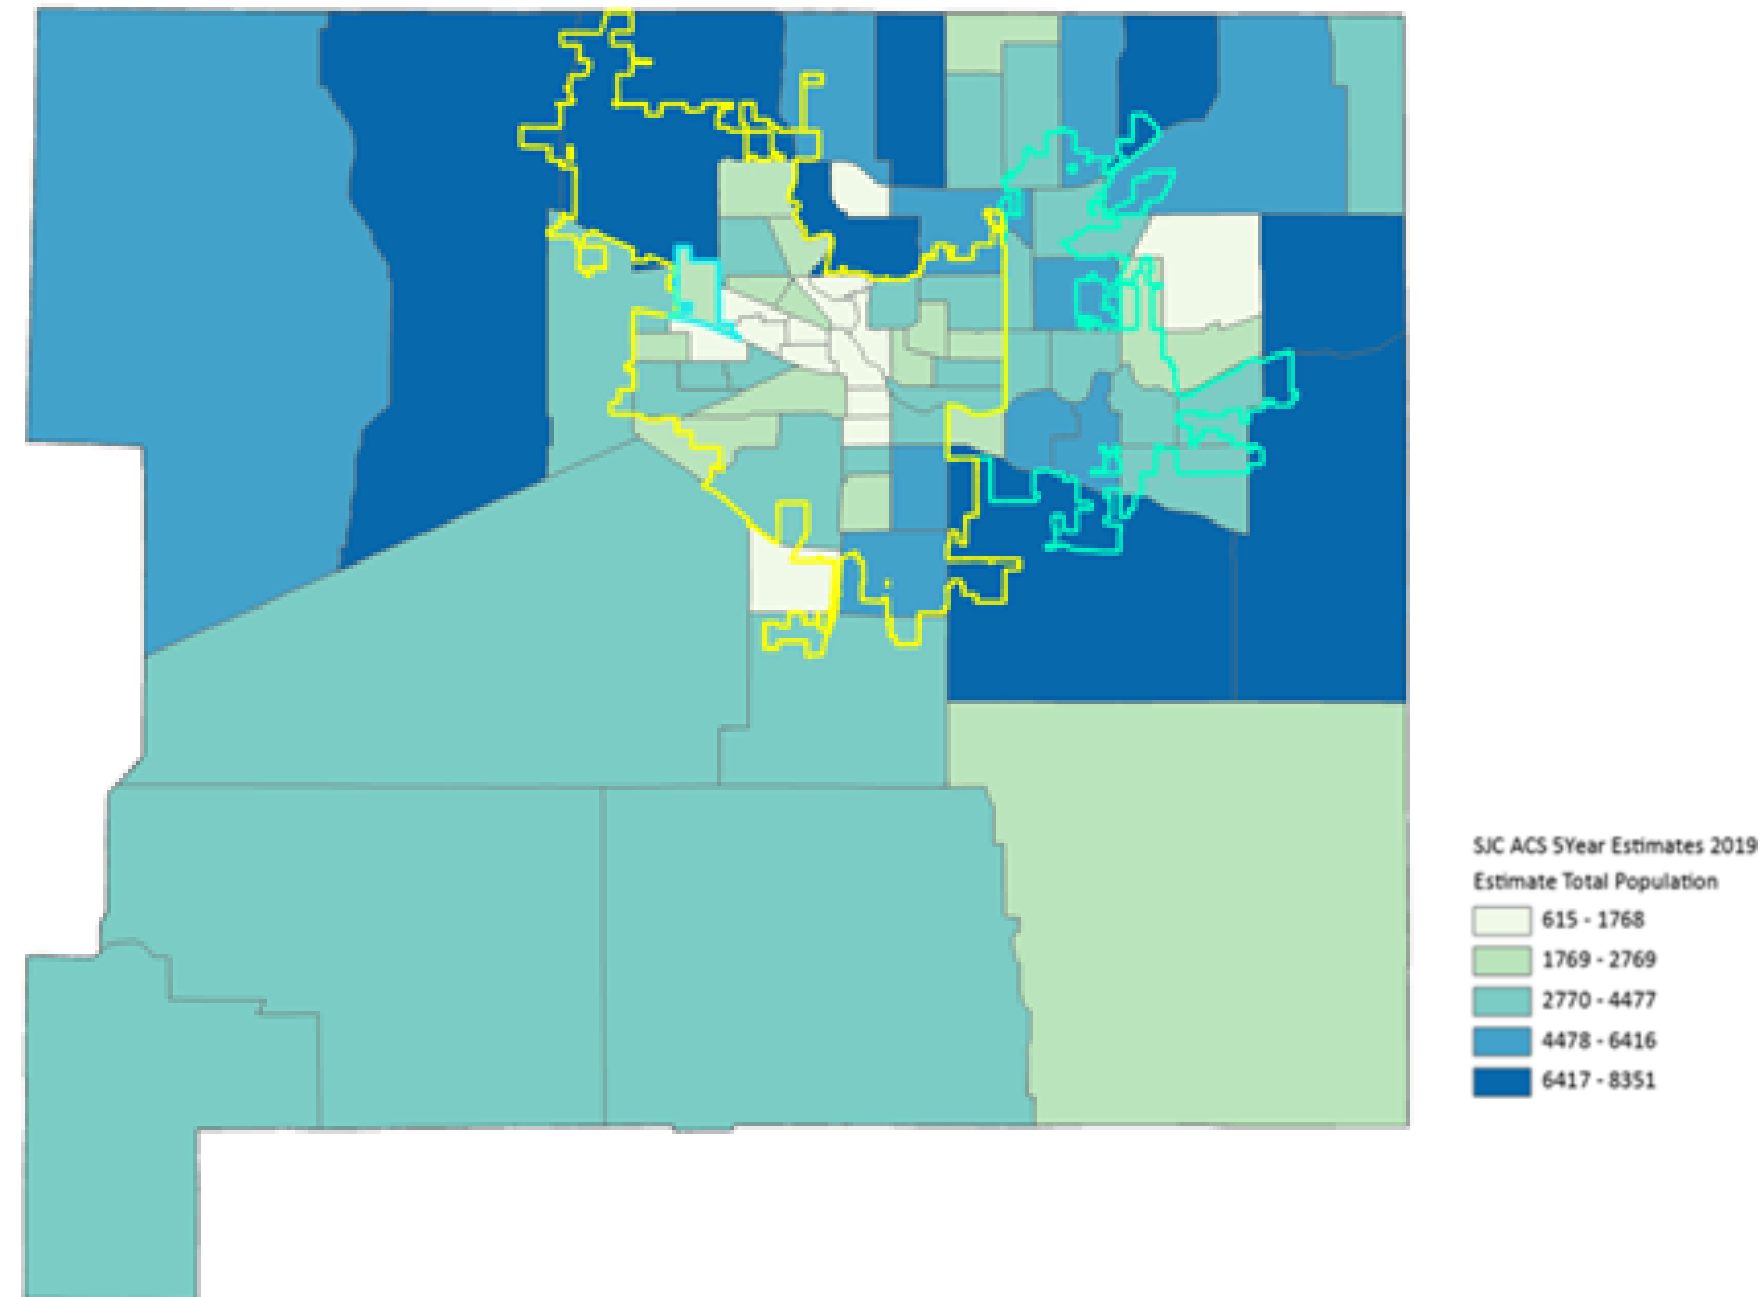 SJC ACS 5Year Estimates 2019
Estimate Total Population
615 - 1768
1769 - 2769
2770 - 4477
4478 - 6416
6417 - 8351